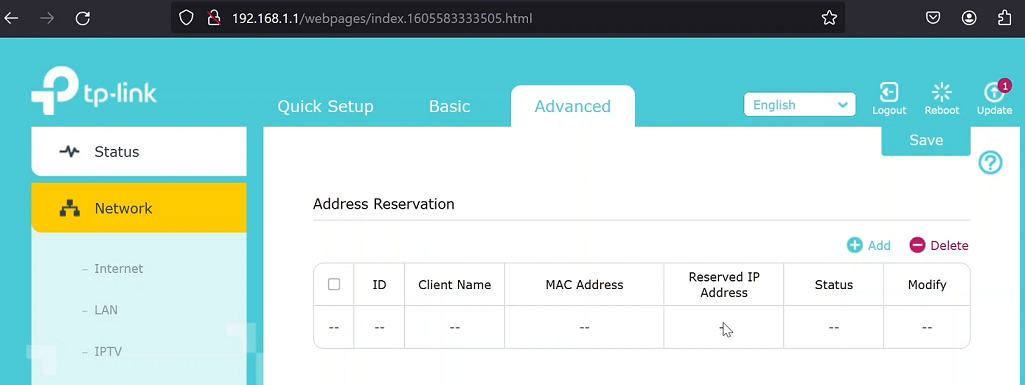 192.168.1.1/webpages/index.1605583333505.html
tp-link
Quick Setup
Basic
Advanced
English
Logout
Reboot
Update
1
Save
Status
Network
- Internet
- LAN
- IPTV
?
Address Reservation
Add
Delete
ID
Client Name
MAC Address
Reserved IP
Address
Status
Modify
-- -- -- -- -- -- --